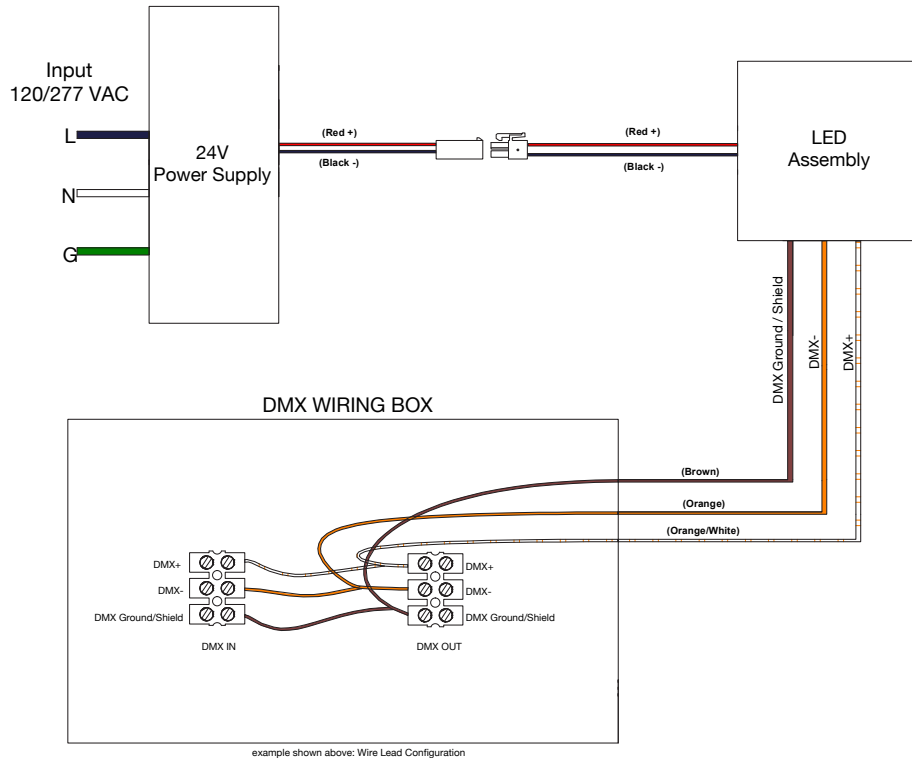 Input
120/277 VAC
L
N
G
24V
Power Supply
(Red +)
(Black -)
(Red +)
(Black -)
LED
Assembly
DMX Ground / Shield
DMX-
DMX+
DMX WIRING BOX
(Brown)
(Orange)
(Orange/White)
DMX+
DMX-
DMX Ground/Shield
DMX IN
DMX+
DMX-
DMX Ground/Shield
DMX OUT
example shown above: Wire Lead Configuration